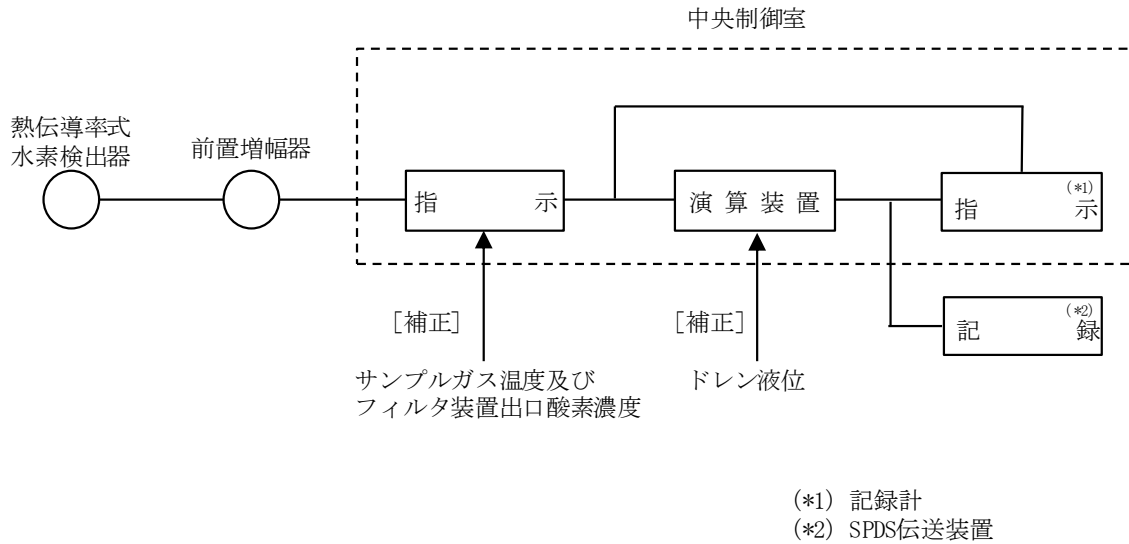 中央制御室
熱伝導率式
水素検出器
前置増幅器
指示
演算装置
指示(*1)
[補正]
[補正]
記録(*2)
サンプルガス温度及び
フィルタ装置出口酸素濃度
ドレン液位
(*1) 記録計
(*2) SPDS伝送装置